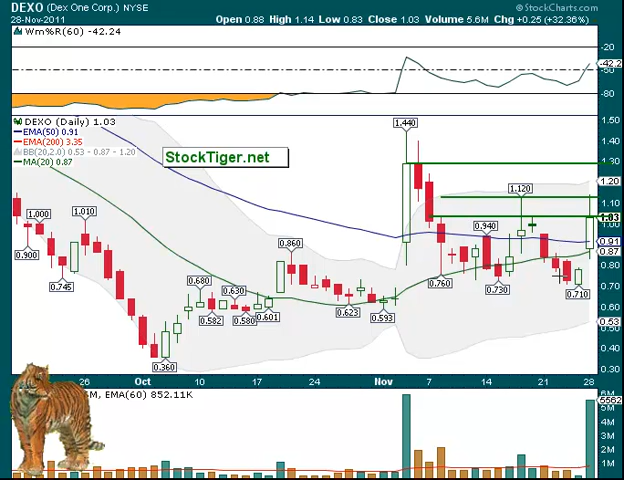 DEXO (Dex One Corp.) NYSE
© StockCharts.com
28-Nov-2011
Open 0.88 High 1.14 Low 0.83 Close 1.03 Volume 5.6M Chg +0.25 (+32.36%)
Wm%R(60) -42.24
-20
-42.2
-50
-80
DEXO (Daily) 1.03
EMA(50) 0.91
EMA(200) 3.35
BB(20,2.0) 0.53 - 0.87 - 1.20
MA(20) 0.87
StockTiger.net
1.50
1.40
1.30
1.20
1.10
1.03
0.91
0.87
0.80
0.70
0.60
0.53
0.40
0.30
1.440
1.120
1.000
1.010
0.940
0.900
0.860
0.745
0.760
0.730
0.710
0.680
0.630
0.582
0.580
0.601
0.623
0.593
0.360
26 Oct 10 17 24 Nov 7 14 21 28
M, EMA(60) 852.11K
5582
5M
4M
3M
2M
1M